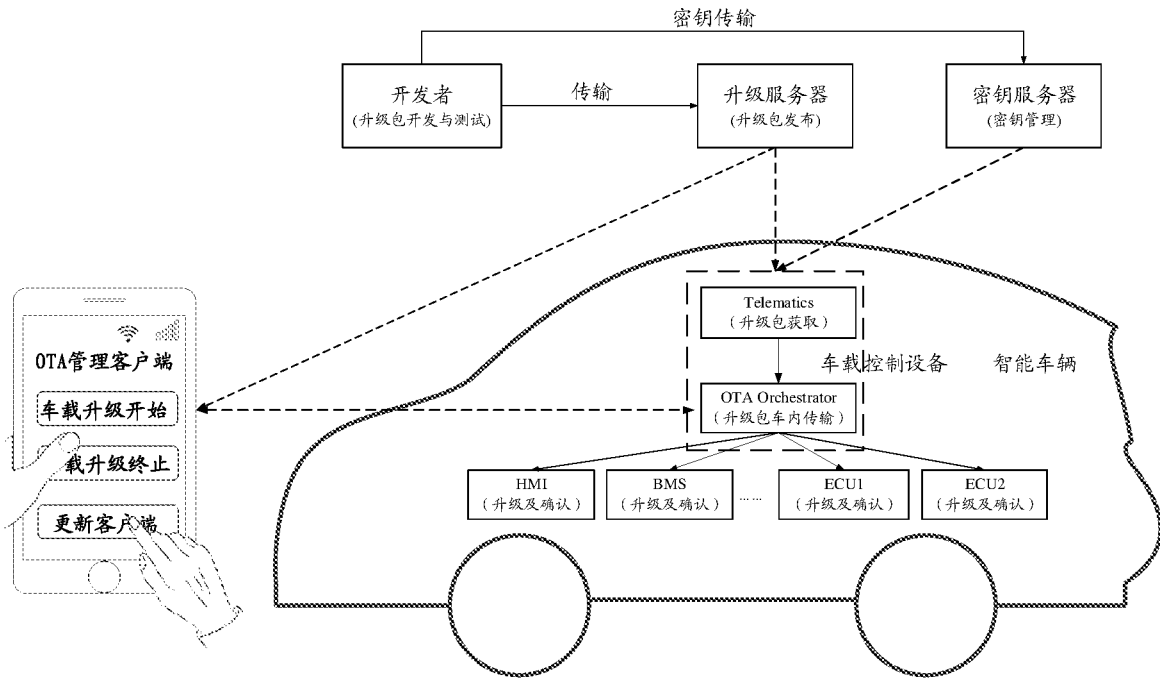 密钥传输
开发者
(升级包开发与测试)
传输
升级服务器
(升级包发布)
密钥服务器
(密钥管理)
Telematics
(升级包获取)
车载控制设备
智能车辆
OTA Orchestrator
(升级包车内传输)
HMI
(升级及确认)
BMS
(升级及确认)
……
ECU1
(升级及确认)
ECU2
(升级及确认)
OTA管理客户端
车载升级开始
载升级终止
更新客户端